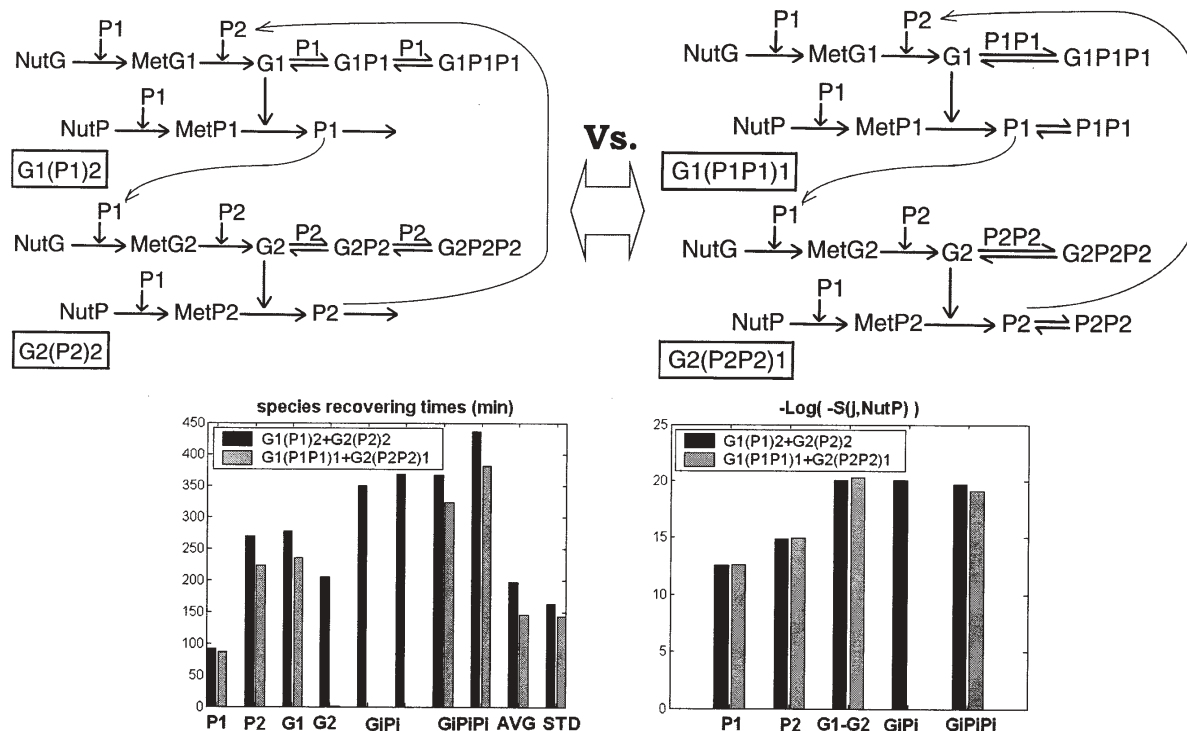 P1 P2
NutG MetG1 G1 P1 G1P1 P1 G1P1P1
P1
NutP MetP1 P1
G1(P1)2
P1 P2
NutG MetG2 G2 P2 G2P2 P2 G2P2P2
P1
NutP MetP2 P2
G2(P2)2
Vs.
P1 P2
NutG MetG1 G1 P1P1 G1P1P1
P1
NutP MetP1 P1 P1P1
G1(P1P1)1
P1 P2
NutG MetG2 G2 P2P2 G2P2P2
P1
NutP MetP2 P2 P2P2
G2(P2P2)1
species recovering times (min)
G1(P1)2+G2(P2)2
G1(P1P1)1+G2(P2P2)1
450
400
350
300
250
200
150
100
50
0
P1 P2 G1 G2 GiPi GiPiPi AVG STD
-Log( -S(j,NutP) )
G1(P1)2+G2(P2)2
G1(P1P1)1+G2(P2P2)1
25
20
15
10
5
0
P1 P2 G1-G2 GiPi GiPiPi